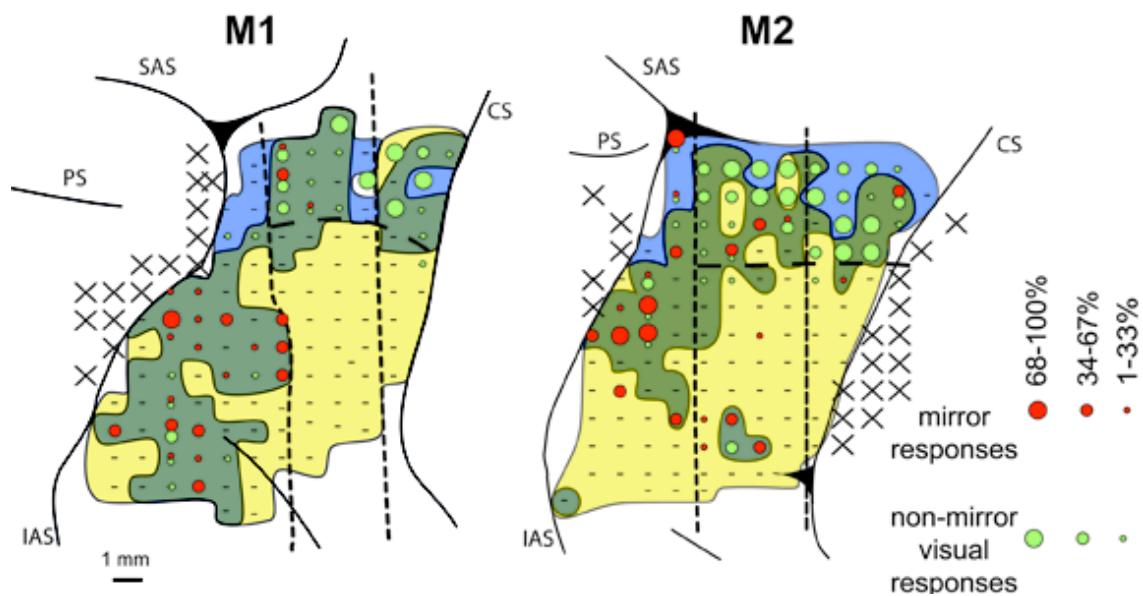 M1
M2
SAS
SAS
CS
CS
PS
PS
IAS
IAS
1 mm
68-100%
34-67%
1-33%
mirror
responses
non-mirror
visual
responses